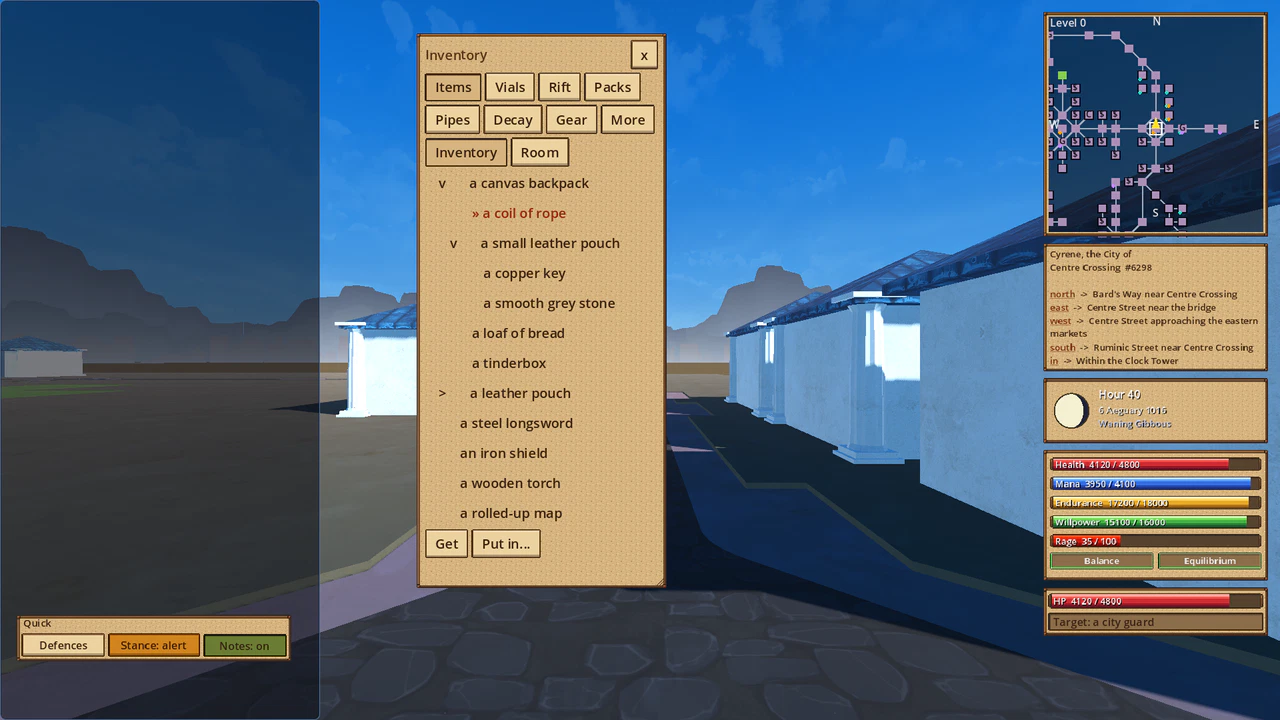 Inventory
x
Items
Vials
Rift
Packs
Pipes
Decay
Gear
More
Inventory
Room
v a canvas backpack
» a coil of rope
v a small leather pouch
a copper key
a smooth grey stone
a loaf of bread
a tinderbox
> a leather pouch
a steel longsword
an iron shield
a wooden torch
a rolled-up map
Get
Put in...
Quick
Defences
Stance: alert
Notes: on
Level 0
N
W
E
S
Cyrene, the City of
Centre Crossing #6298
north -> Bard's Way near Centre Crossing
east -> Centre Street near the bridge
west -> Centre Street approaching the eastern
markets
south -> Ruminic Street near Centre Crossing
in -> Within the Clock Tower
Hour 40
6 Aeguary 1016
Waning Gibbous
Health 4120 / 4800
Mana 3950 / 4100
Endurance 17200 / 18000
Willpower 15100 / 16000
Rage 35 / 100
Balance
Equilibrium
HP 4120 / 4800
Target: a city guard